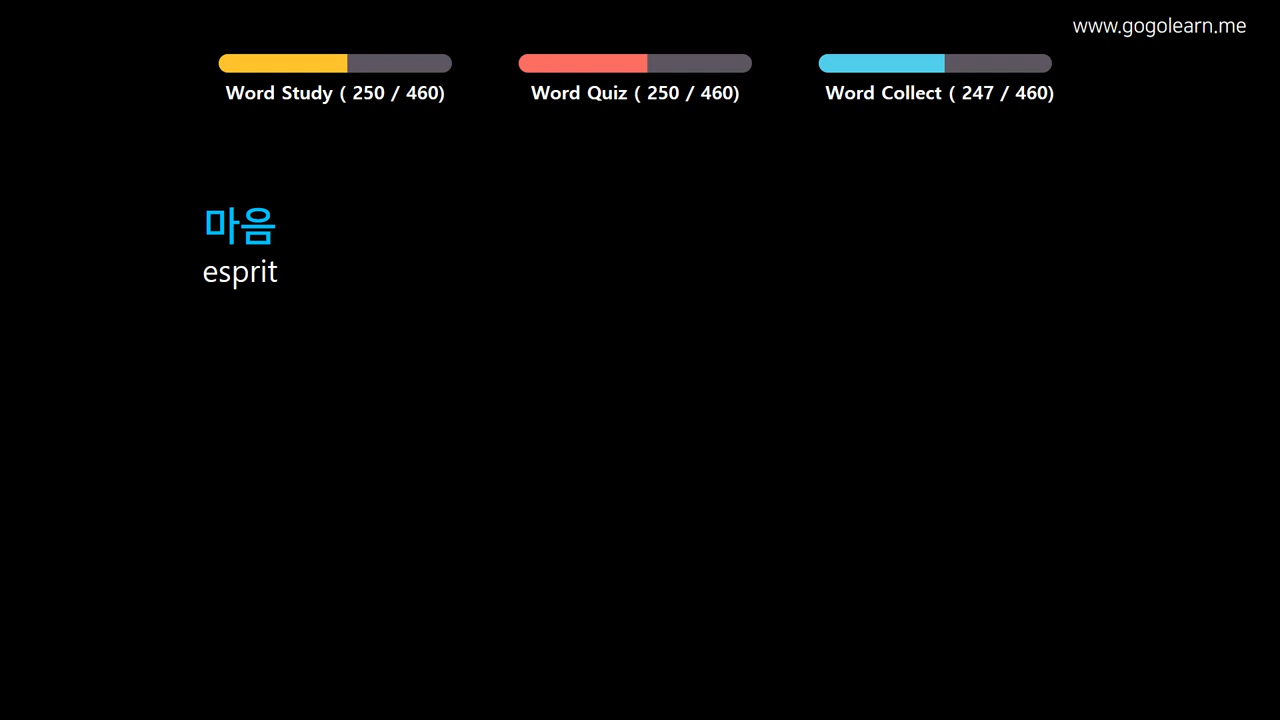 www.gogolearn.me
Word Study ( 250 / 460)
Word Quiz ( 250 / 460)
Word Collect ( 247 / 460)
마음
esprit